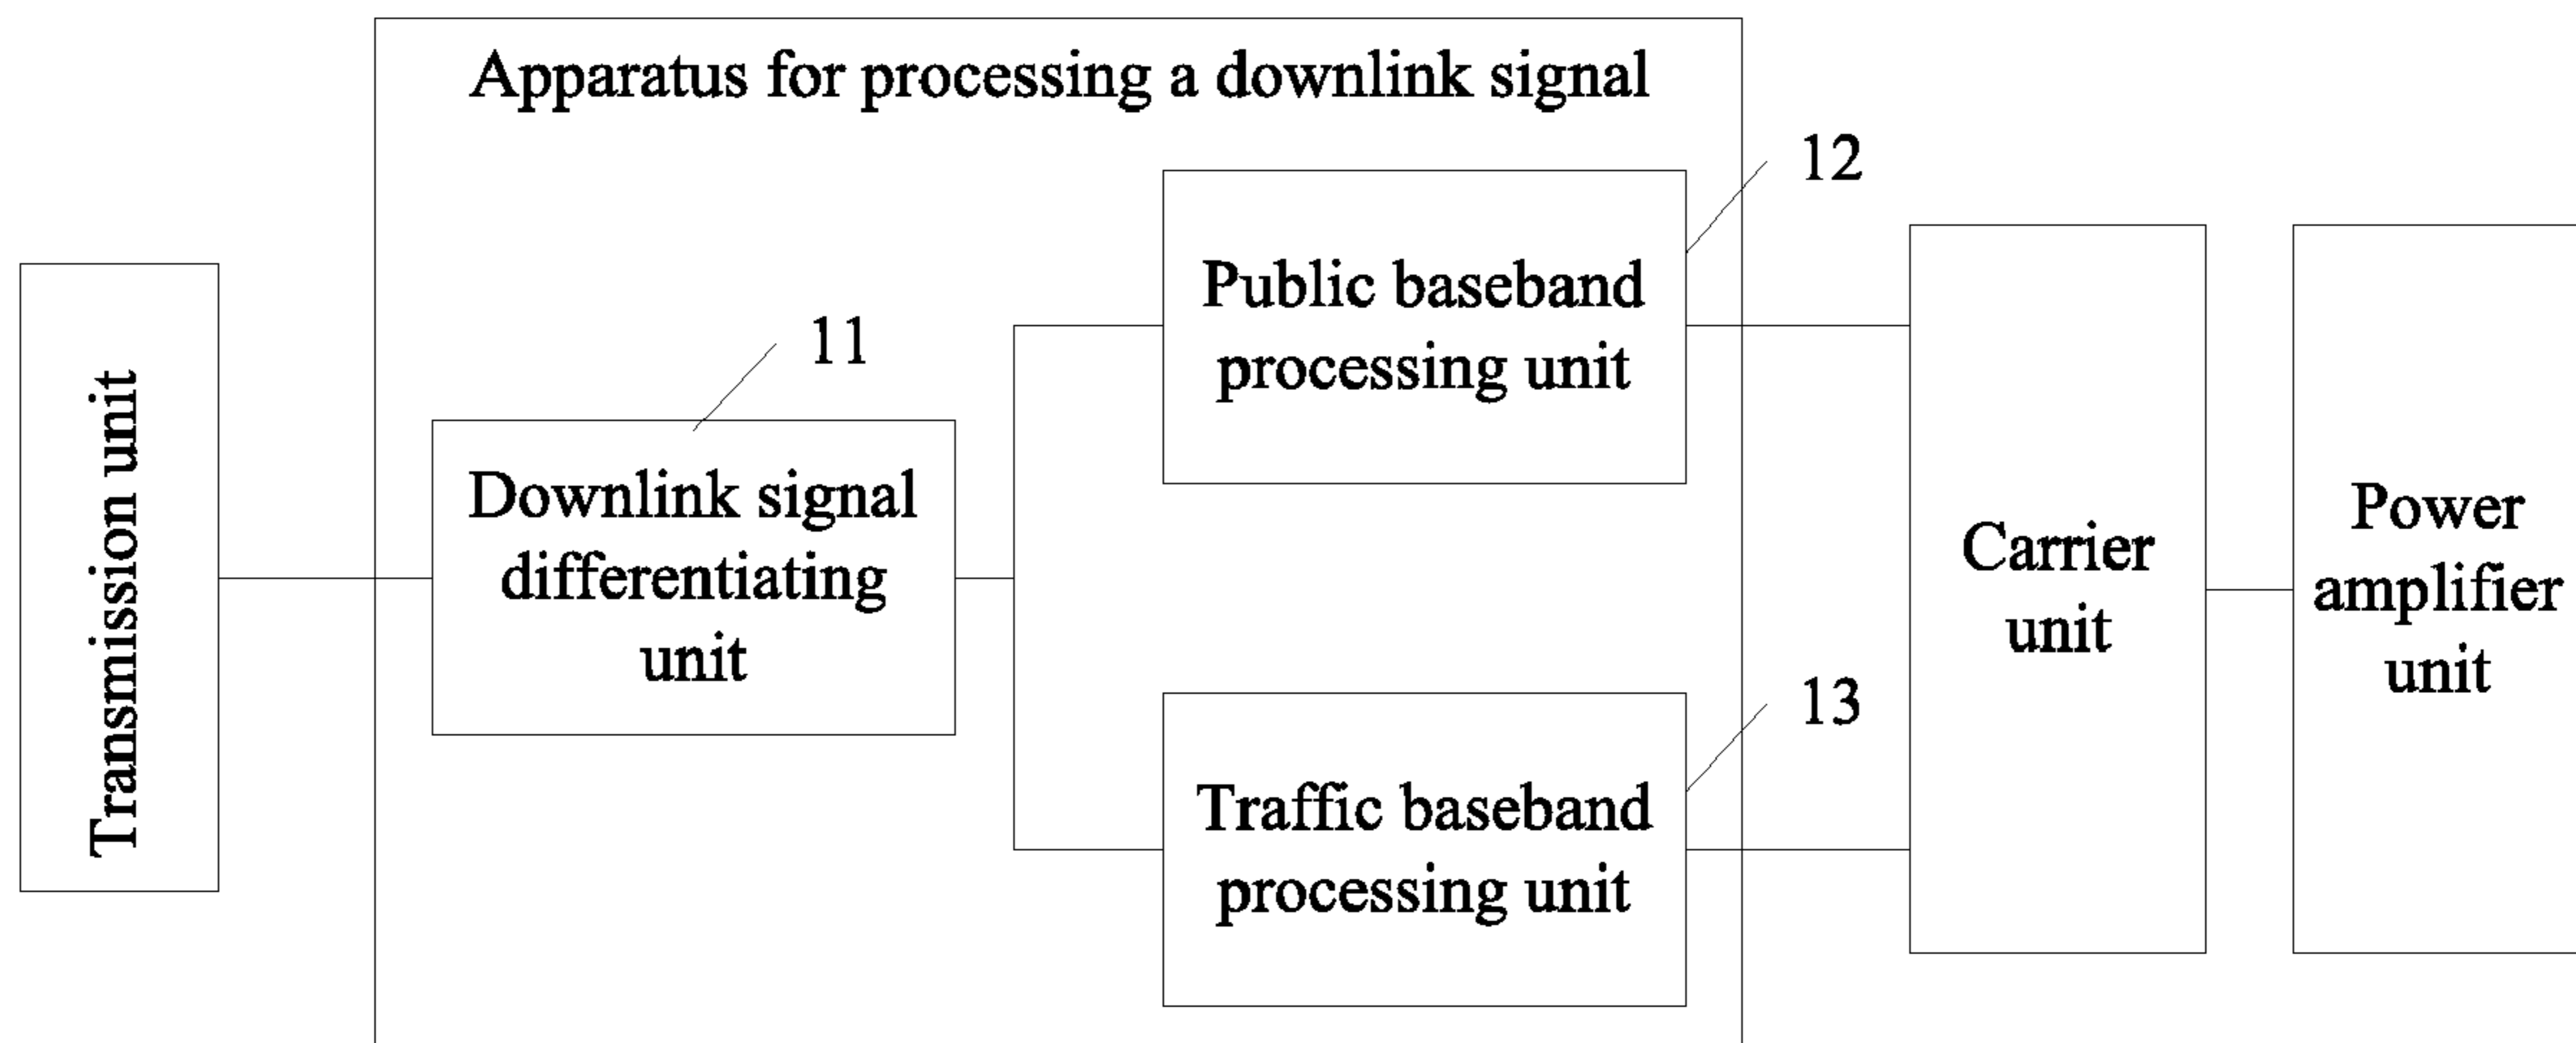 Apparatus for processing a downlink signal
Transmission unit
11
Downlink signal
differentiating
unit
12
Public baseband
processing unit
13
Traffic baseband
processing unit
Carrier
unit
Power
amplifier
unit